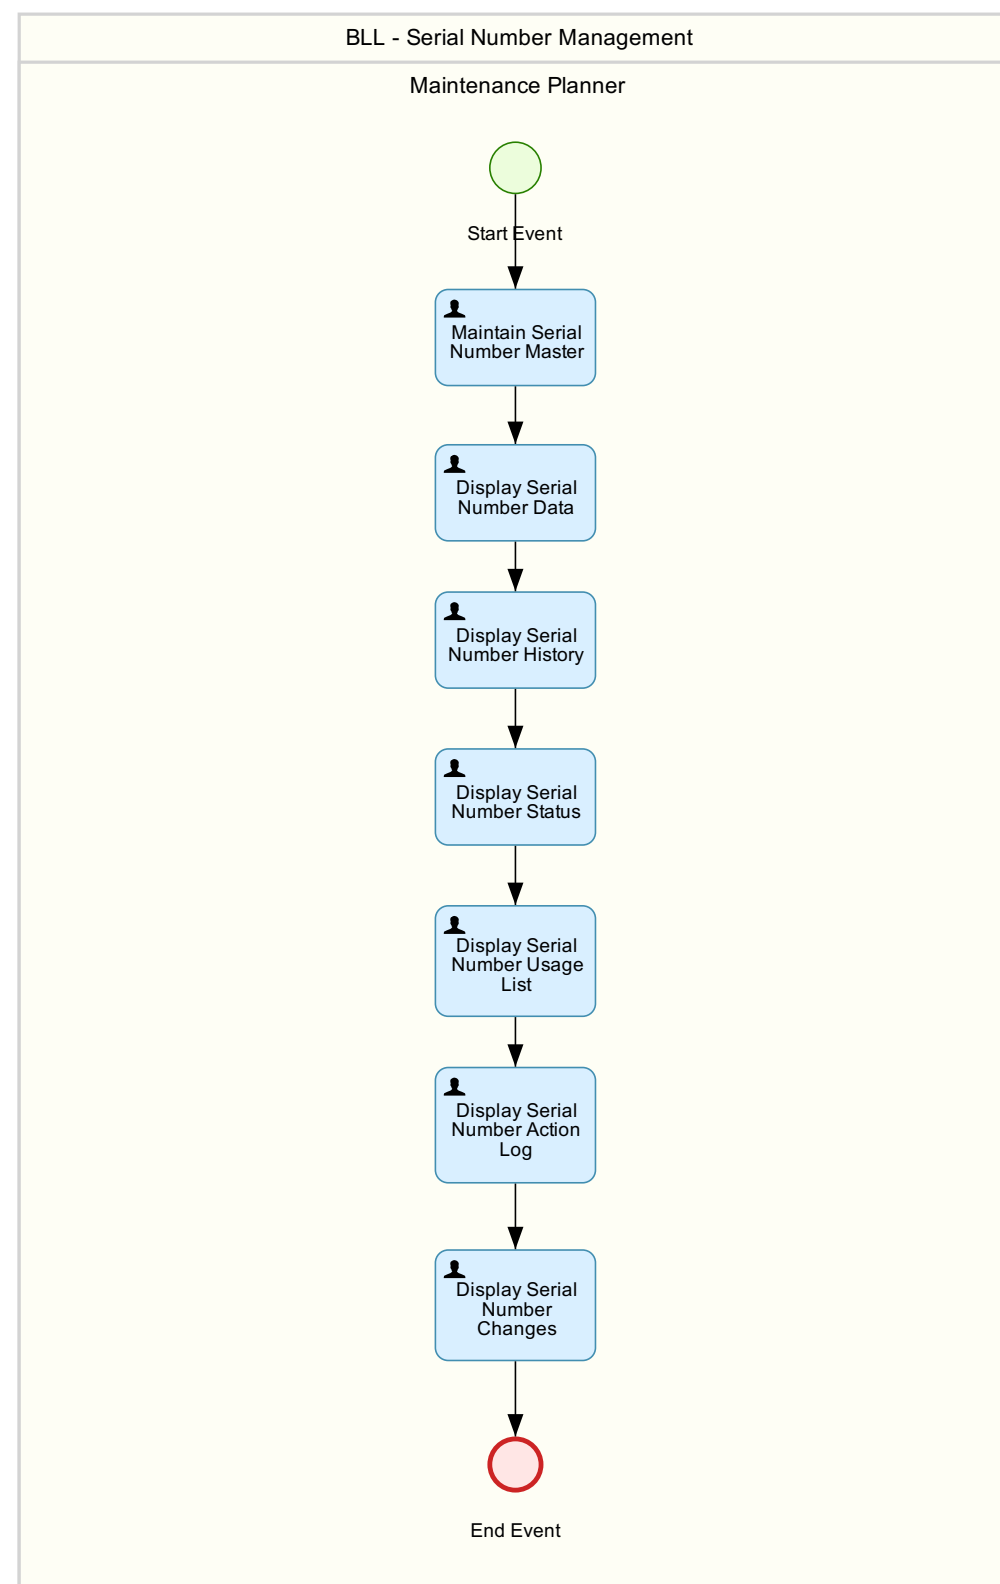 BLL - Serial Number Management
Maintenance Planner
Start Event
Maintain Serial
Number Master
Display Serial
Number Data
Display Serial
Number History
Display Serial
Number Status
Display Serial
Number Usage
List
Display Serial
Number Action
Log
Display Serial
Number
Changes
End Event